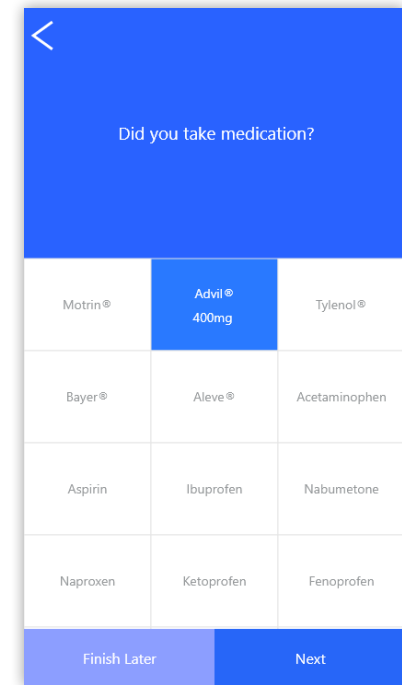 Did you take medication?
Motrin®
Advil®
400mg
Tylenol®
Bayer®
Aleve®
Acetaminophen
Aspirin
Ibuprofen
Nabumetone
Naproxen
Ketoprofen
Fenoprofen
Finish Later
Next